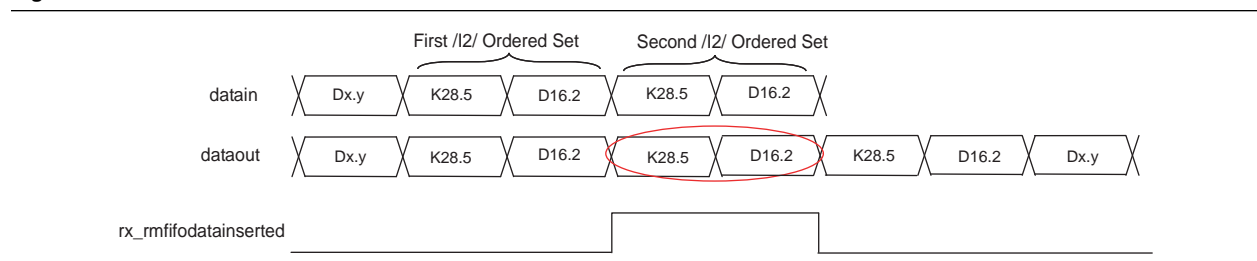 First /I2/ Ordered Set Second /I2/ Ordered Set
datain Dx.y K28.5 D16.2 K28.5 D16.2
dataout Dx.y K28.5 D16.2 K28.5 D16.2 K28.5 D16.2 Dx.y
rx_rmfifodatainserted